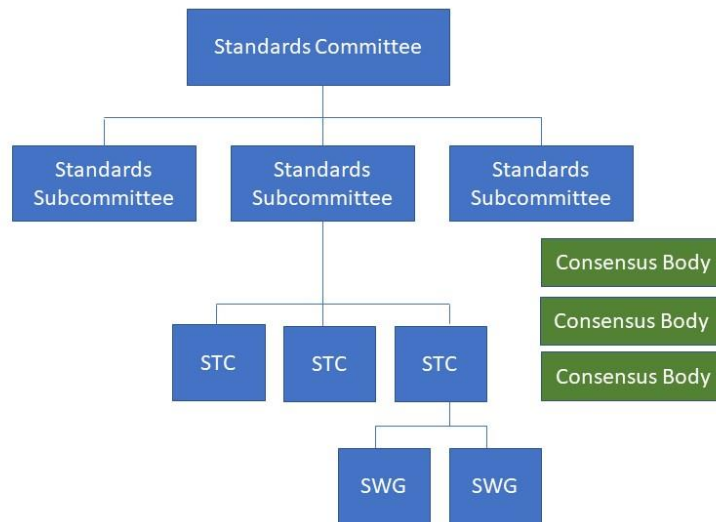 Standards Committee
Standards
Subcommittee
Standards
Subcommittee
Standards
Subcommittee
Consensus Body
Consensus Body
Consensus Body
STC
STC
STC
SWG
SWG